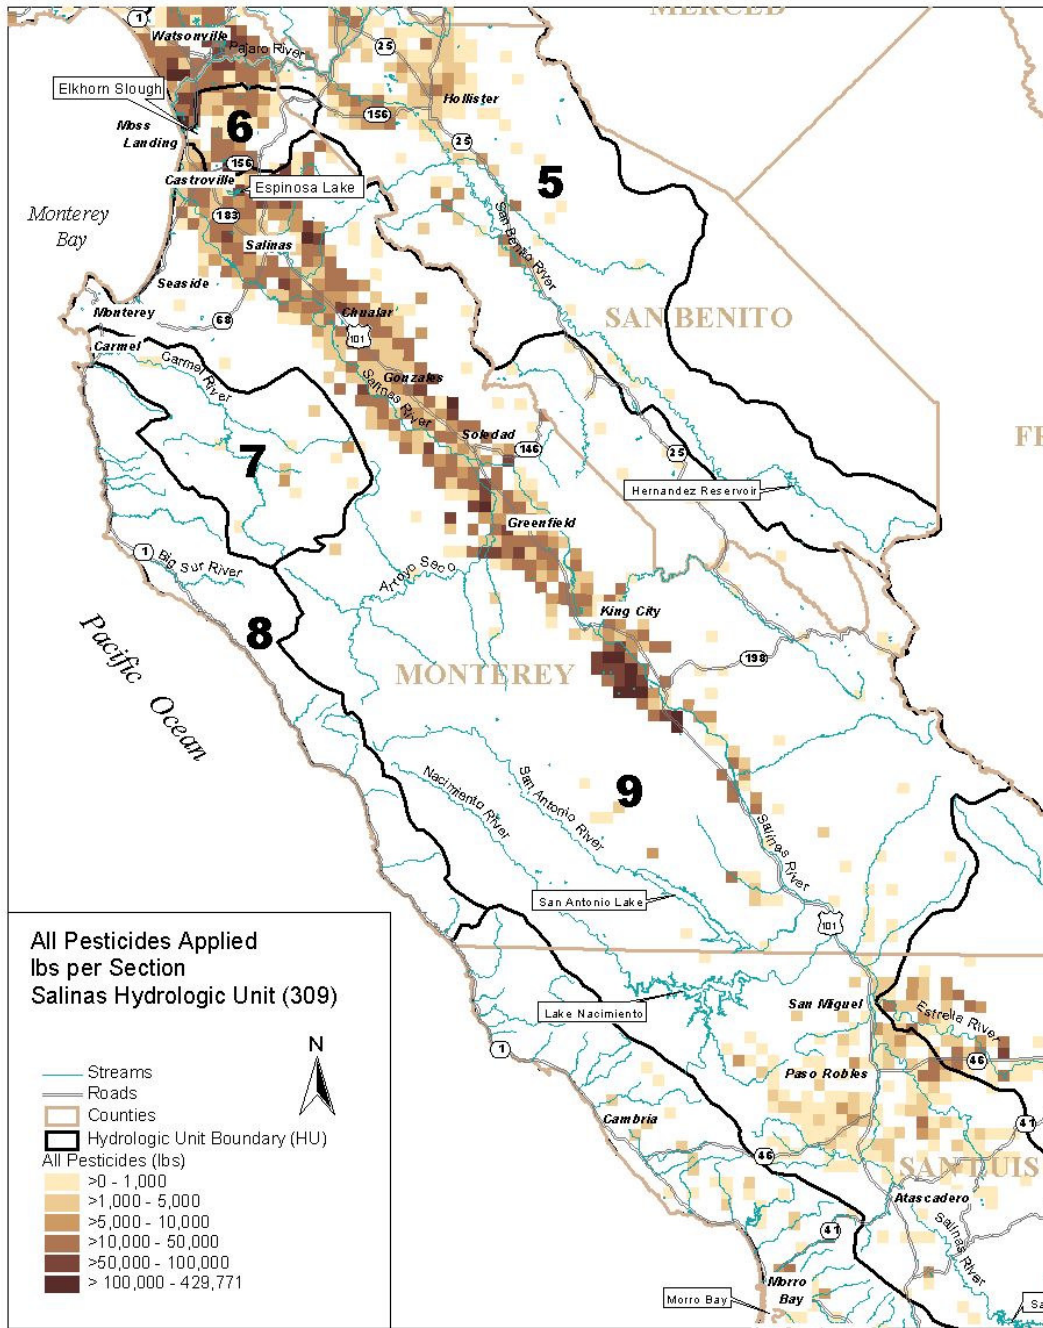 MERCED
1
Watsonville
Pajaro River
25
Elkhorn Slough
Hollister
156
Moss
Landing
6
25
156
Castroville
Espinosa Lake
5
183
Monterey
Bay
Salinas
San Benito River
Seaside
Monterey
68
Chualar
SAN BENITO
101
Carmel
Carmel River
Gonzales
Salinas River
Soledad
146
7
25
Hernandez Reservoir
Greenfield
1
Big Sur River
Arroyo Seco
King City
8
Pacific Ocean
MONTEREY
198
Nacimiento River
San Antonio River
9
Salinas River
San Antonio Lake
101
All Pesticides Applied
lbs per Section
Salinas Hydrologic Unit (309)
N
Streams
Roads
Counties
Hydrologic Unit Boundary (HU)
All Pesticides (lbs)
>0 - 1,000
>1,000 - 5,000
>5,000 - 10,000
>10,000 - 50,000
>50,000 - 100,000
> 100,000 - 429,771
San Miguel
Estrella River
Lake Nacimiento
1
46
Paso Robles
Cambria
41
46
SAN LUIS
Atascadero
41
Salinas River
Morro
Bay
Morro Bay